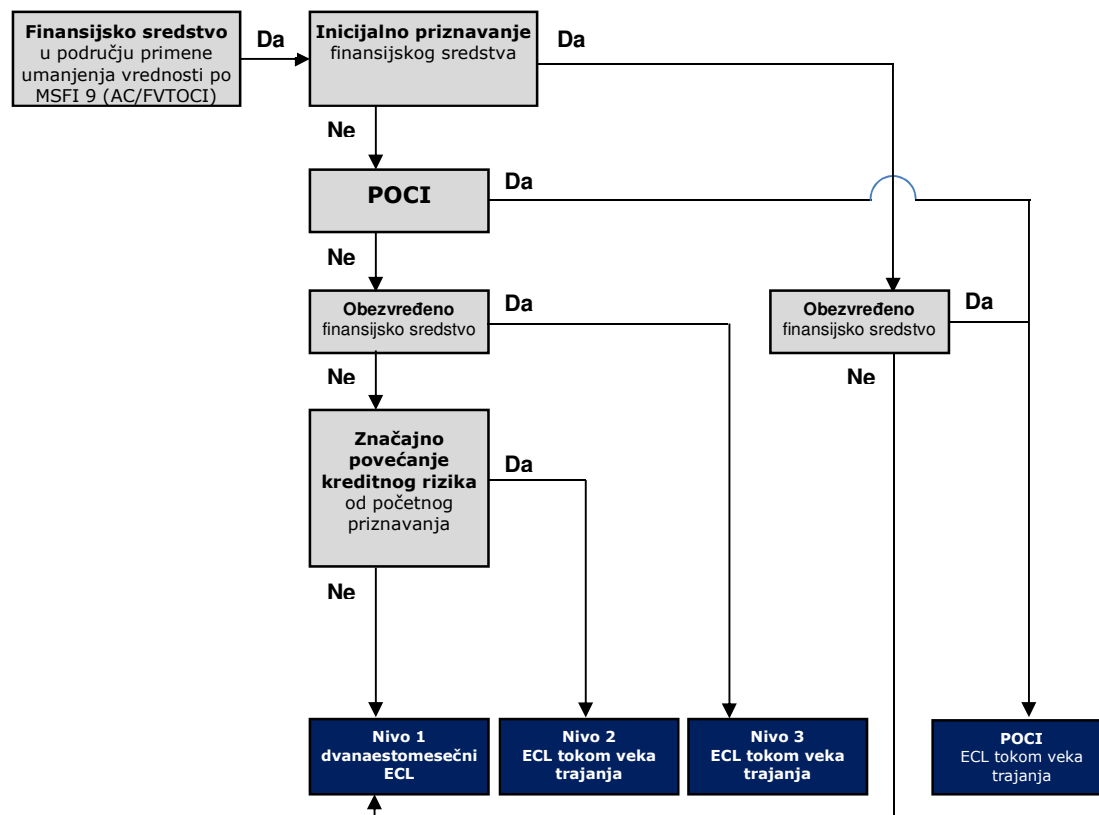 Finansijsko sredstvo
u području primene
umanjenja vrednosti po
MSFI 9 (AC/FVTOCI)
Da
Inicijalno priznavanje
finansijskog sredstva
Da
Ne
POCI
Da
Ne
Obezvređeno
finansijsko sredstvo
Da
Obezvređeno
finansijsko sredstvo
Da
Ne
Ne
Značajno
povećanje
kreditnog rizika
od početnog
priznavanja
Da
Ne
Nivo 1
dvanaestomesečni
ECL
Nivo 2
ECL tokom veka
trajanja
Nivo 3
ECL tokom veka
trajanja
POCI
ECL tokom veka
trajanja